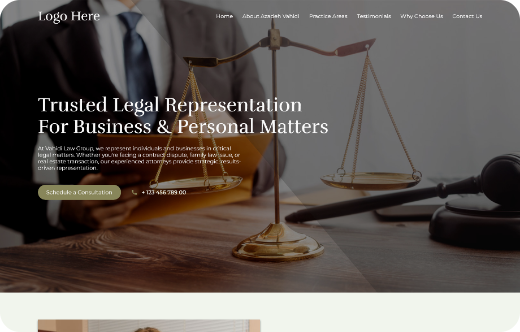 Logo Here
Home About Azadeh Vahidi Practice Areas Testimonials Why Choose Us Contact Us
Trusted Legal Representation
For Business & Personal Matters
At Vahidi Law Group, we represent individuals and businesses in critical
legal matters. Whether you're facing a contract dispute, family law issue, or
real estate transaction, our experienced attorneys provide strategic results-
driven representation.
Schedule a Consultation
+ 123 456 789 00